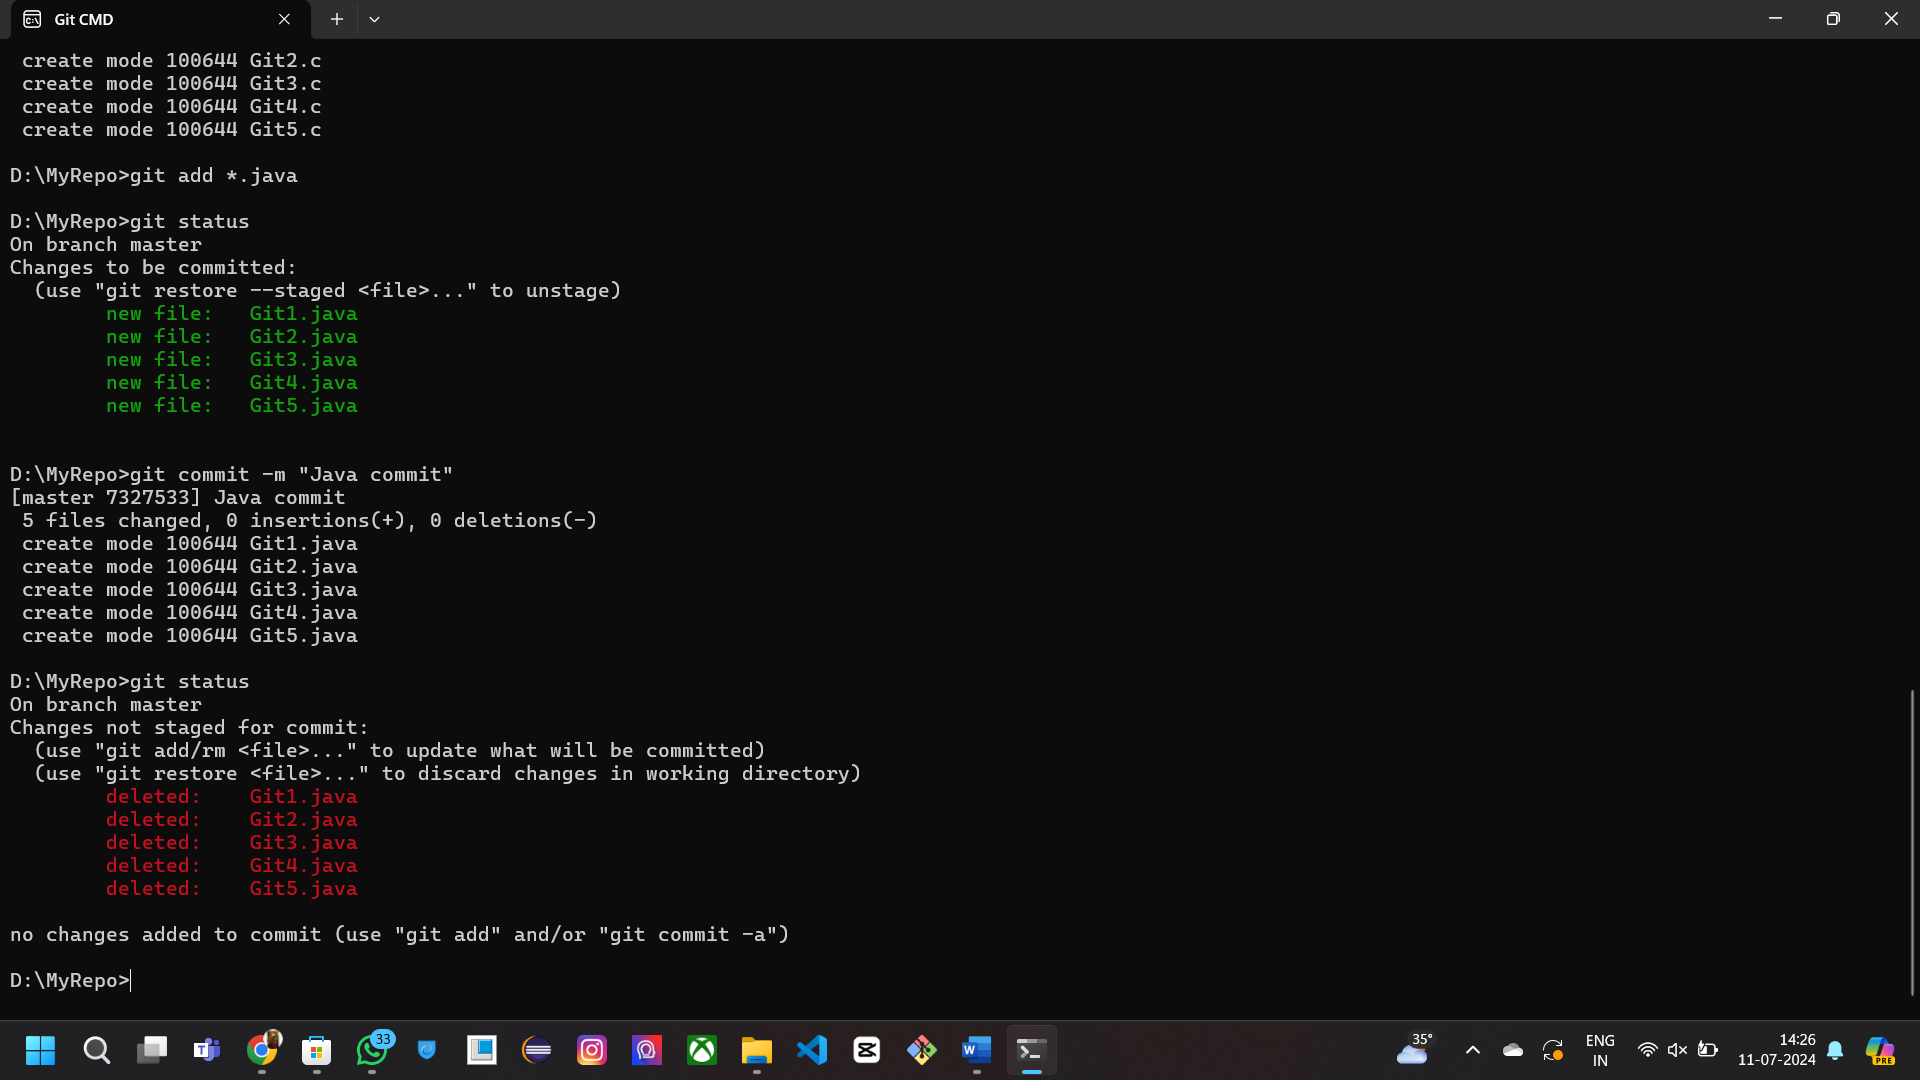 Git CMD
create mode 100644 Git2.c
create mode 100644 Git3.c
create mode 100644 Git4.c
create mode 100644 Git5.c
D:\MyRepo>git add *.java
D:\MyRepo>git status
On branch master
Changes to be committed:
(use "git restore --staged <file>..." to unstage)
new file:   Git1.java
new file:   Git2.java
new file:   Git3.java
new file:   Git4.java
new file:   Git5.java
D:\MyRepo>git commit -m "Java commit"
[master 7327533] Java commit
5 files changed, 0 insertions(+), 0 deletions(-)
create mode 100644 Git1.java
create mode 100644 Git2.java
create mode 100644 Git3.java
create mode 100644 Git4.java
create mode 100644 Git5.java
D:\MyRepo>git status
On branch master
Changes not staged for commit:
(use "git add/rm <file>..." to update what will be committed)
(use "git restore <file>..." to discard changes in working directory)
deleted:    Git1.java
deleted:    Git2.java
deleted:    Git3.java
deleted:    Git4.java
deleted:    Git5.java
no changes added to commit (use "git add" and/or "git commit -a")
D:\MyRepo>
33
35°
ENG
IN
14:26
11-07-2024
PRE